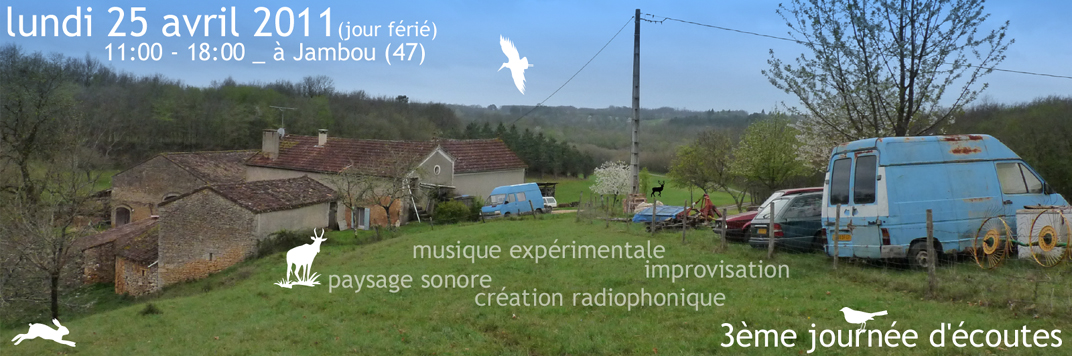 lundi 25 avril 2011 (jour férié)
11:00 - 18:00 _ à Jambou (47)
musique expérimentale
improvisation
paysage sonore
création radiophonique
3ème journée d'écoutes